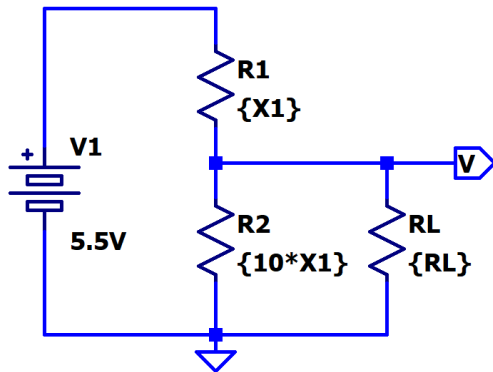 R1
{X1}
V1
+
5.5V
V
R2
{10*X1}
RL
{RL}